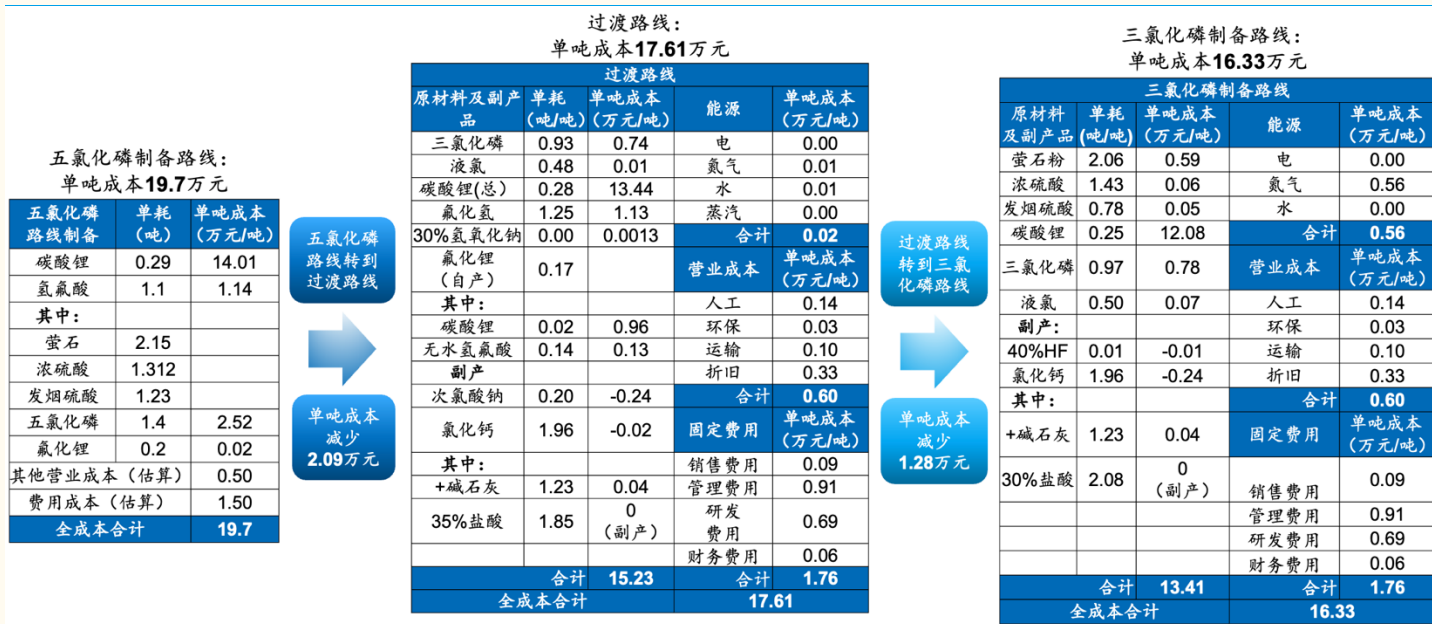 五氯化磷制备路线：
单吨成本19.7万元
五氯化磷路线制备 单耗（吨） 单吨成本（万元/吨）
碳酸锂 0.29 14.01
氢氟酸 1.1 1.14
其中：
萤石 2.15
浓硫酸 1.312
发烟硫酸 1.23
五氯化磷 1.4 2.52
氟化锂 0.2 0.02
其他营业成本（估算） 0.50
费用成本（估算） 1.50
全成本合计 19.7
五氯化磷
路线转到
过渡路线
单吨成本
减少
2.09万元
过渡路线：
单吨成本17.61万元
过渡路线
原材料及副产品 单耗（吨/吨） 单吨成本（万元/吨） 能源 单吨成本（万元/吨）
三氯化磷 0.93 0.74 电 0.00
液氯 0.48 0.01 氮气 0.01
碳酸锂(总) 0.28 13.44 水 0.01
氟化氢 1.25 1.13 蒸汽 0.00
30%氢氧化钠 0.00 0.0013 合计 0.02
氟化锂（自产） 0.17 营业成本 单吨成本（万元/吨）
其中： 人工 0.14
碳酸锂 0.02 0.96 环保 0.03
无水氢氟酸 0.14 0.13 运输 0.10
副产 折旧 0.33
次氯酸钠 0.20 -0.24 合计 0.60
氯化钙 1.96 -0.02 固定费用 单吨成本（万元/吨）
其中： 销售费用 0.09
+碱石灰 1.23 0.04 管理费用 0.91
35%盐酸 1.85 0（副产） 研发费用 0.69
财务费用 0.06
合计 15.23 合计 1.76
全成本合计 17.61
过渡路线
转到三氯
化磷路线
单吨成本
减少
1.28万元
三氯化磷制备路线：
单吨成本16.33万元
三氯化磷制备路线
原材料及副产品 单耗(吨/吨) 单吨成本（万元/吨） 能源 单吨成本（万元/吨）
萤石粉 2.06 0.59 电 0.00
浓硫酸 1.43 0.06 氮气 0.56
发烟硫酸 0.78 0.05 水 0.00
碳酸锂 0.25 12.08 合计 0.56
三氯化磷 0.97 0.78 营业成本 单吨成本（万元/吨）
液氯 0.50 0.07 人工 0.14
副产： 环保 0.03
40%HF 0.01 -0.01 运输 0.10
氯化钙 1.96 -0.24 折旧 0.33
其中： 合计 0.60
+碱石灰 1.23 0.04 固定费用 单吨成本（万元/吨）
30%盐酸 2.08 0（副产） 销售费用 0.09
管理费用 0.91
研发费用 0.69
财务费用 0.06
合计 13.41 合计 1.76
全成本合计 16.33